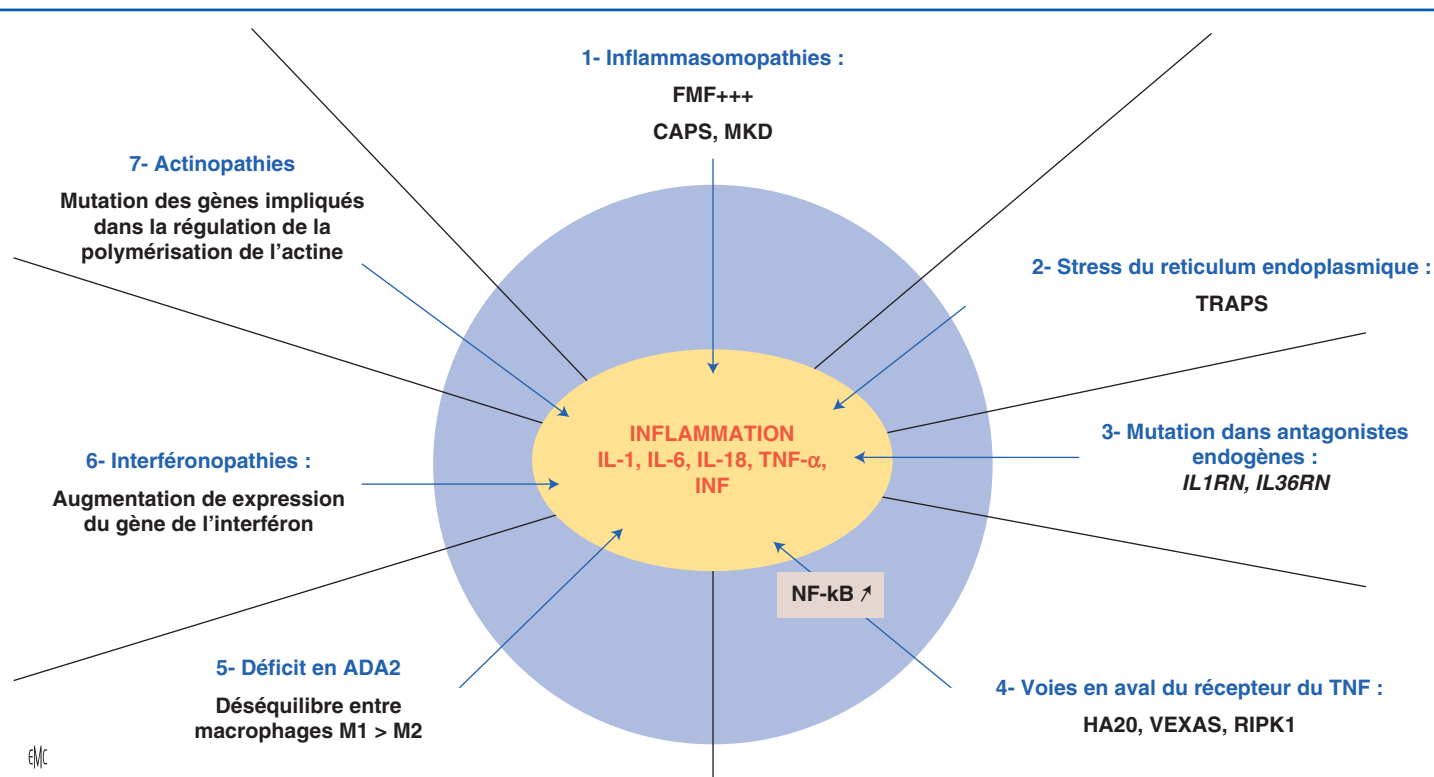 1- Inflammasomopathies :
FMF+++
CAPS, MKD
2- Stress du reticulum endoplasmique :
TRAPS
3- Mutation dans antagonistes
endogènes :
IL1RN, IL36RN
4- Voies en aval du récepteur du TNF :
HA20, VEXAS, RIPK1
NF-kB ↗
5- Déficit en ADA2
Déséquilibre entre
macrophages M1 > M2
6- Interféronopathies :
Augmentation de expression
du gène de l’interféron
7- Actinopathies
Mutation des gènes impliqués
dans la régulation de la
polymérisation de l’actine
INFLAMMATION
IL-1, IL-6, IL-18, TNF-α,
INF
EMC